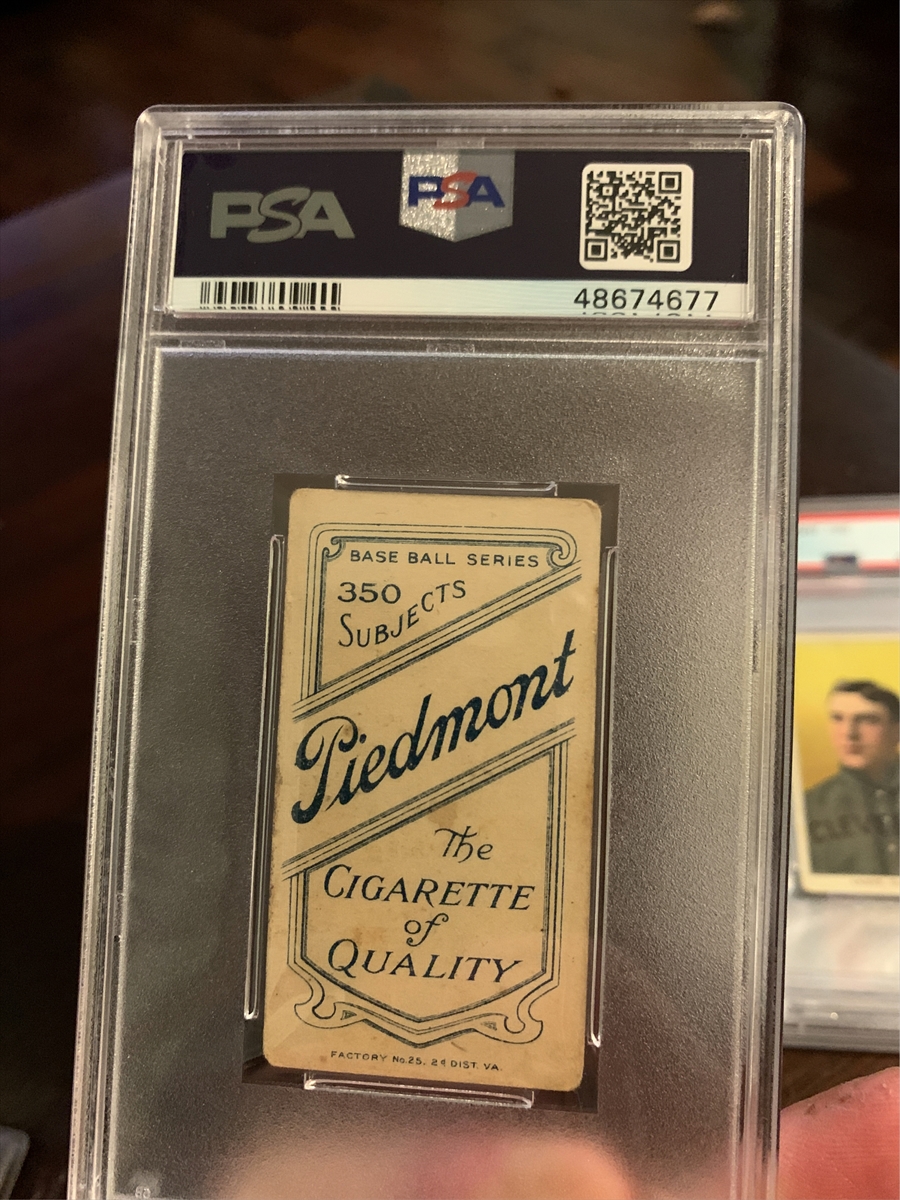 PSA
PSA
48674677
BASE BALL SERIES
350
SUBJECTS
Piedmont
The
CIGARETTE
of
QUALITY
FACTORY No. 25, 2d DIST. VA.
CLEV